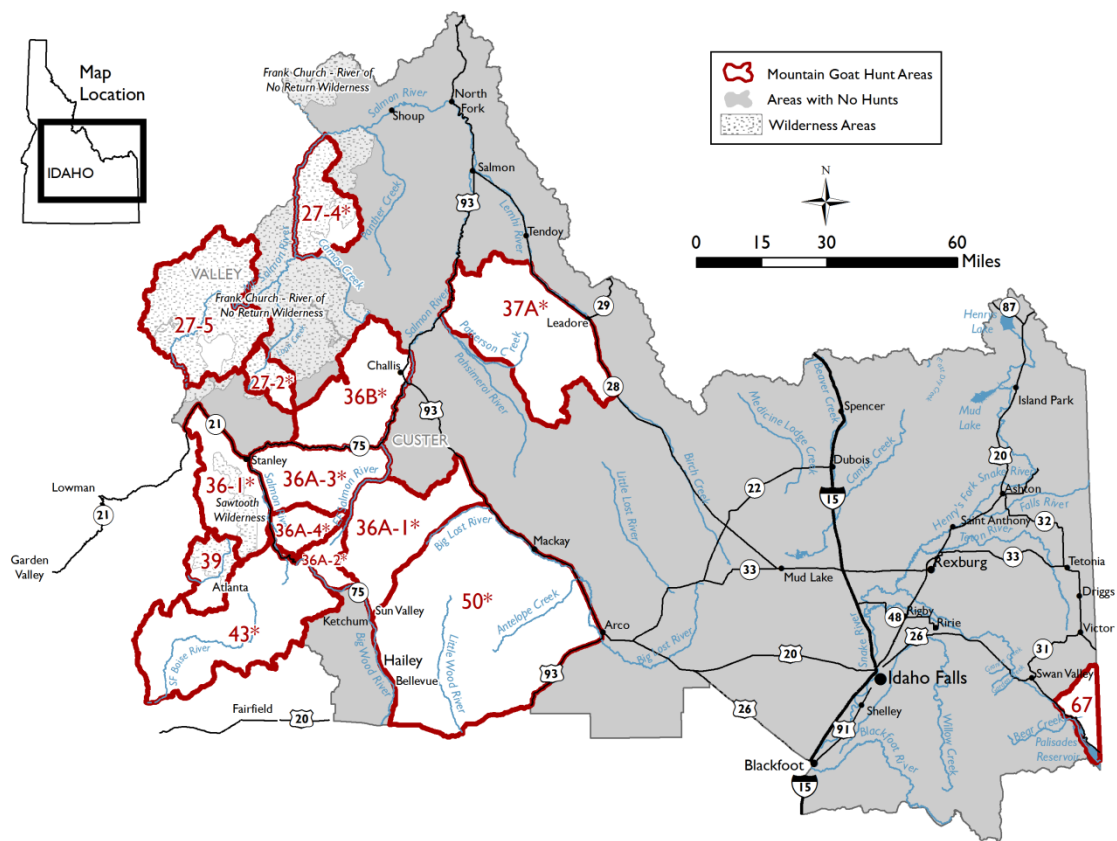 Map
Location
IDAHO
Mountain Goat Hunt Areas
Areas with No Hunts
Wilderness Areas
N
0 15 30 60
Miles
Frank Church - River of
No Return Wilderness
Salmon River
North
Fork
Shoup
Salmon
93
Lemhi River
Tendoy
Panther Creek
27-4*
Camas Creek
VALLEY
Salmon River
Frank Church - River of
No Return Wilderness
27-5
27-2*
37A*
Patterson Creek
Pahsimeroi River
Salmon River
29
Leadore
28
Challis
36B*
93
CUSTER
21
75
Stanley
36-1*
Sawtooth
Wilderness
Salmon River
36A-3*
Salmon River
36A-4*
36A-2*
36A-1*
Lowman
21
Garden
Valley
39
Atlanta
43*
SF Boise River
75
Sun Valley
Ketchum
Hailey
Bellevue
Big Wood River
Little Wood River
Fairfield
20
Big Lost River
Mackay
50*
Antelope Creek
Arco
93
Big Lost River
Little Lost River
Birch Creek
Medicine Lodge Creek
22
33
Mud Lake
20
26
Beaver Creek
Spencer
Dubois
15
Camas Creek
87
Henry's
Lake
Island Park
Mud
Lake
20
Ashton
Henry's Fork Snake River
Falls River
Saint Anthony
32
Teton River
33
Tetonia
Rexburg
Driggs
Victor
48
Rigby
Ririe
26
31
Snake River
Swan Valley
Idaho Falls
67
Shelley
91
Blackfoot River
Willow Creek
Bear Creek
Palisades
Reservoir
Blackfoot
15